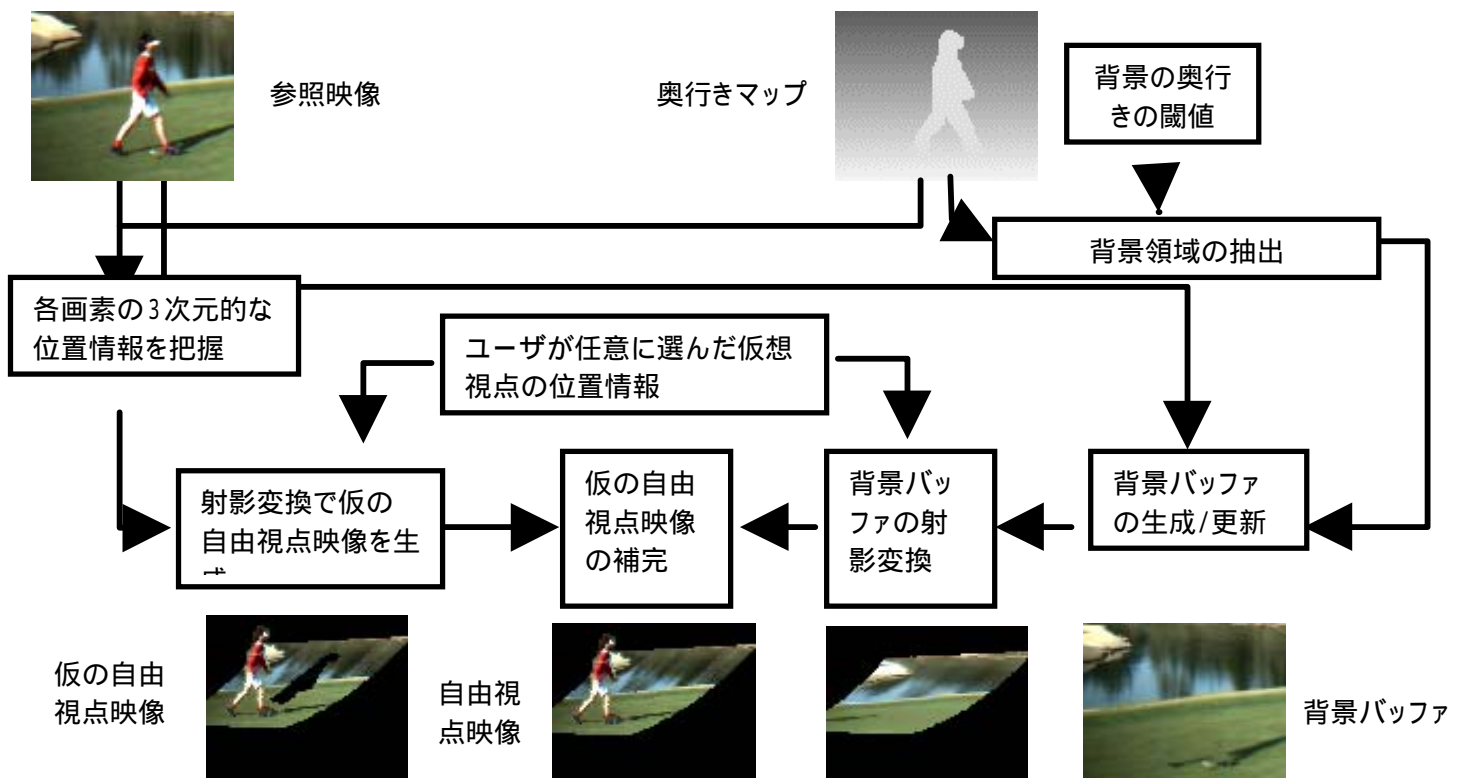 参照映像
奥行きマップ
背景の奥行
きの閾値
背景領域の抽出
各画素の3次元的な
位置情報を把握
ユーザが任意に選んだ仮想
視点の位置情報
射影変換で仮の
自由視点映像を生
仮の自由
視点映像
の補完
背景バッ
ファの射
影変換
背景バッファ
の生成/更新
仮の自由
視点映像
自由視
点映像
背景バッファ